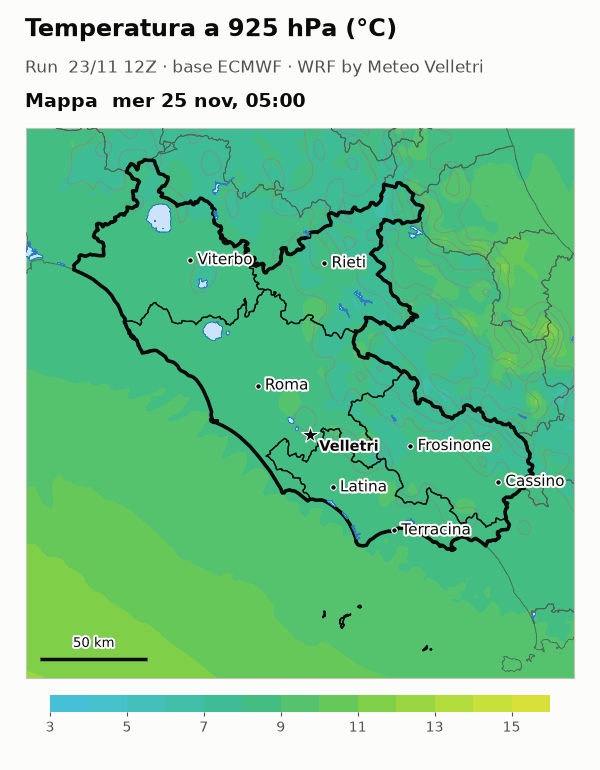 Temperatura a 925 hPa (°C)
Run  23/11 12Z · base ECMWF · WRF by Meteo Velletri
Mappa  mer 25 nov, 05:00
Viterbo
Rieti
Roma
Velletri
Frosinone
Latina
Cassino
Terracina
50 km
3 5 7 9 11 13 15